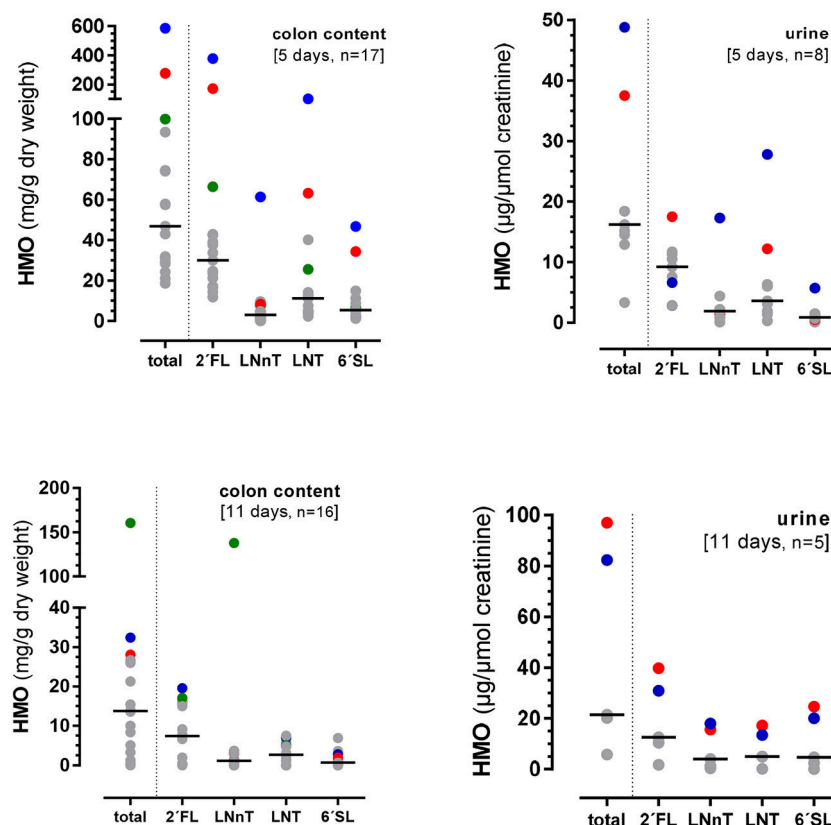 colon content
[5 days, n=17]
HMO (mg/g dry weight)
600
400
200
100
80
60
40
20
0
total 2´FL LNnT LNT 6´SL
urine
[5 days, n=8]
HMO (µg/µmol creatinine)
50
40
30
20
10
0
total 2´FL LNnT LNT 6´SL
colon content
[11 days, n=16]
HMO (mg/g dry weight)
200
150
100
40
30
20
10
0
total 2´FL LNnT LNT 6´SL
urine
[11 days, n=5]
HMO (µg/µmol creatinine)
100
80
60
40
20
0
total 2´FL LNnT LNT 6´SL